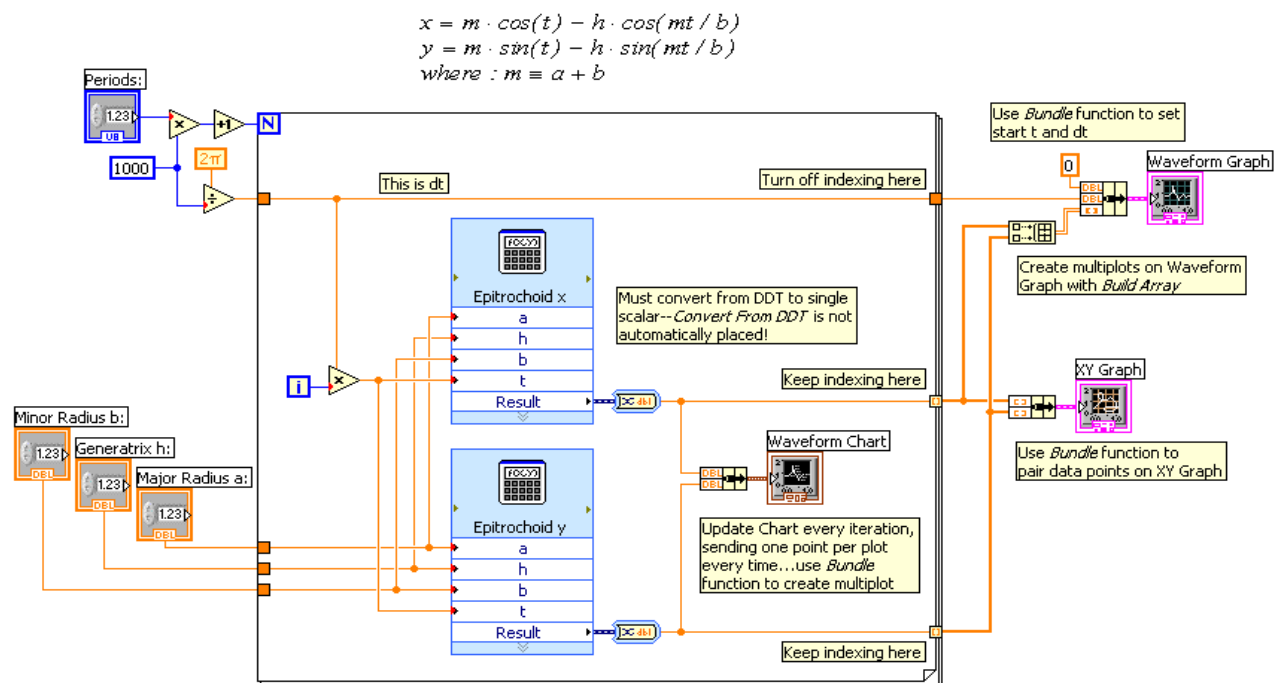 x = m · cos(t) − h · cos( mt / b )
y = m · sin(t) − h · sin( mt / b )
where : m ≡ a + b
Periods:
1.23
U8
×
+1
N
1000
2π
÷
This is dt
Turn off indexing here
Use Bundle function to set
start t and dt
0
DBL
DBL
Waveform Graph
Create multiplots on Waveform
Graph with Build Array
f(x,y)
Epitrochoid x
a
h
b
t
Result
Must convert from DDT to single
scalar--Convert From DDT is not
automatically placed!
i
×
dbl
Keep indexing here
XY Graph
Use Bundle function to
pair data points on XY Graph
Minor Radius b:
1.23
DBL
Generatrix h:
1.23
DBL
Major Radius a:
1.23
DBL
f(x,y)
Epitrochoid y
a
h
b
t
Result
dbl
Waveform Chart
DBL
DBL
Update Chart every iteration,
sending one point per plot
every time...use Bundle
function to create multiplot
Keep indexing here